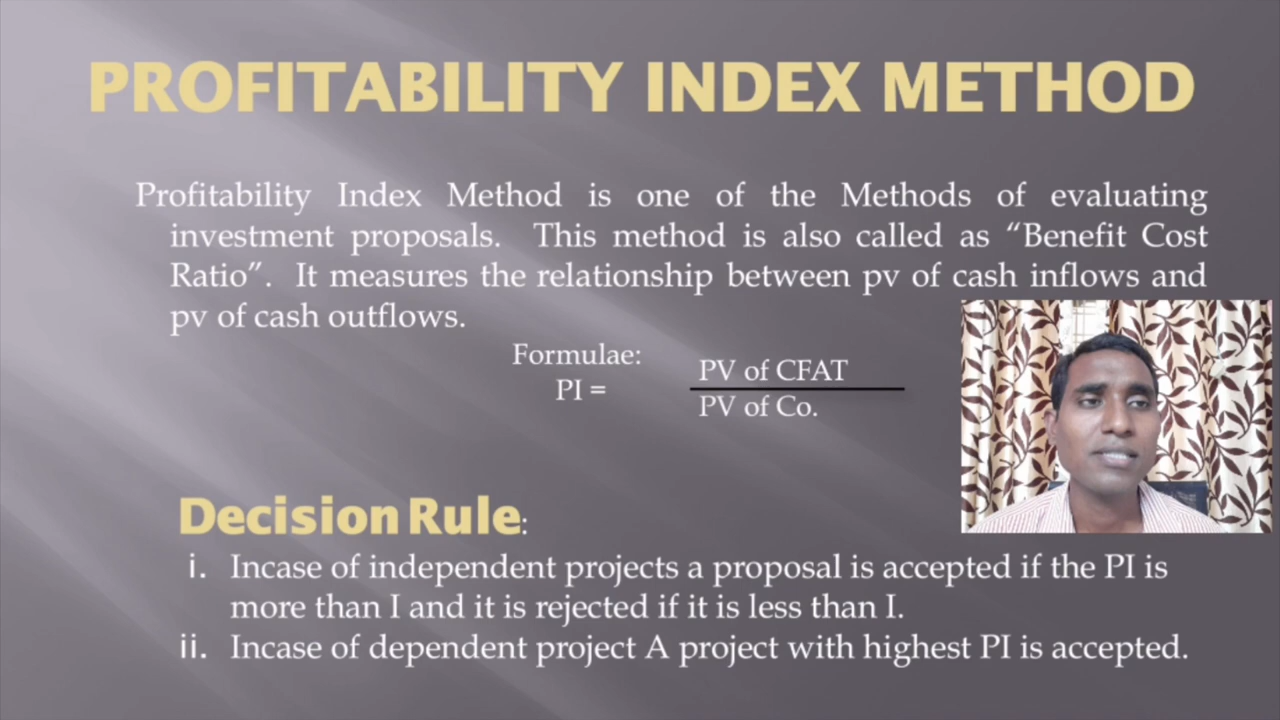 PROFITABILITY INDEX METHOD
Profitability Index Method is one of the Methods of evaluating
investment proposals. This method is also called as “Benefit Cost
Ratio”. It measures the relationship between pv of cash inflows and
pv of cash outflows.
Formulae:
PI =
PV of CFAT
PV of Co.
Decision Rule:
i. Incase of independent projects a proposal is accepted if the PI is
more than I and it is rejected if it is less than I.
ii. Incase of dependent project A project with highest PI is accepted.